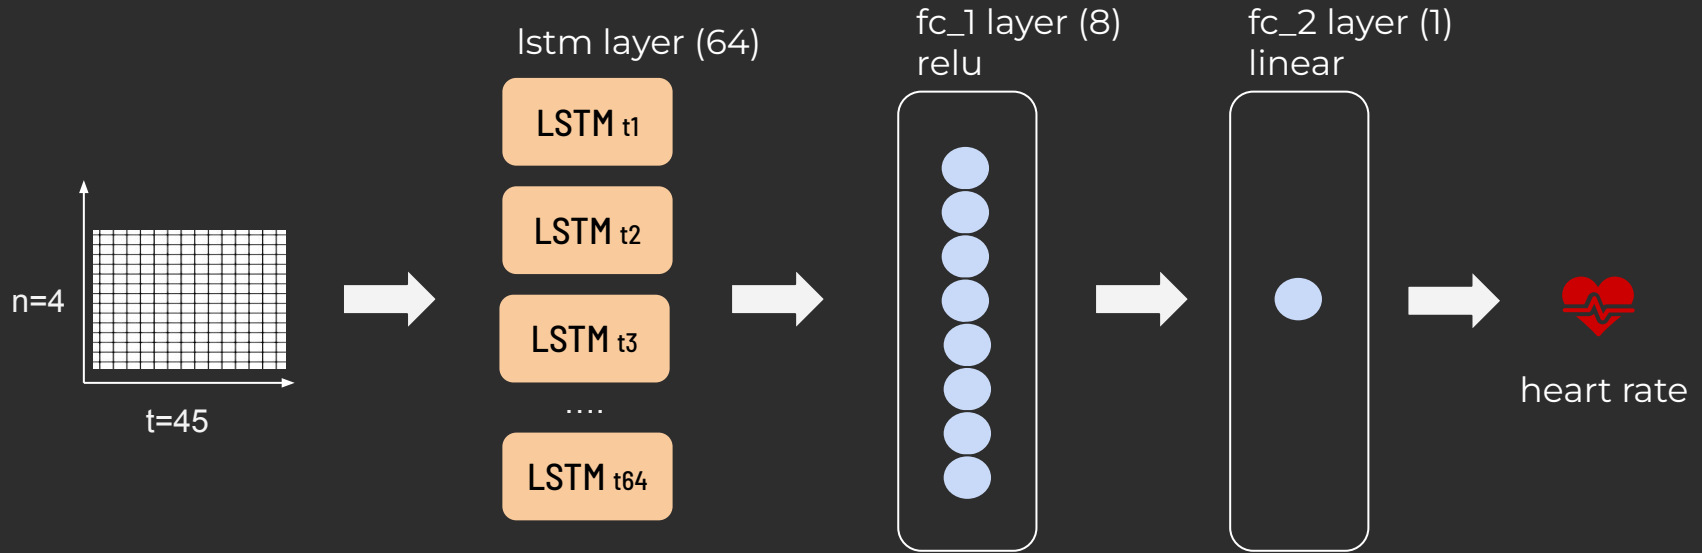 n=4
t=45
lstm layer (64)
LSTM t1
LSTM t2
LSTM t3
....
LSTM t64
fc_1 layer (8)
relu
fc_2 layer (1)
linear
heart rate